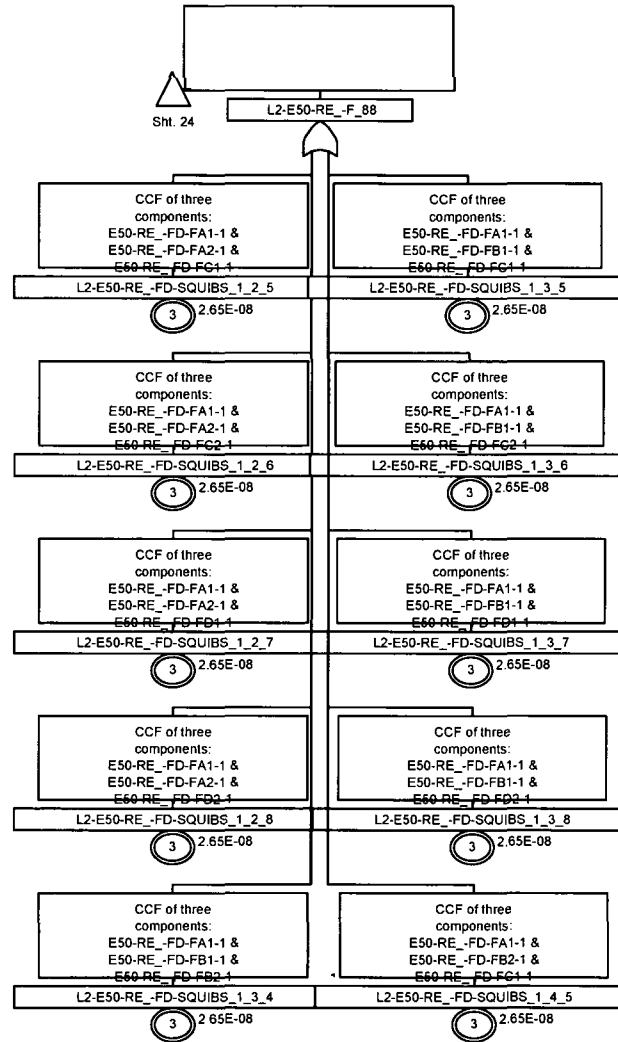 Sht. 24
L2-E50-RE_-F_88
CCF of three
components:
E50-RE_-FD-FA1-1 &
E50-RE_-FD-FA2-1 &
E50-RE_-FD-FC1-1
L2-E50-RE_-FD-SQUIBS_1_2_5
3
2.65E-08
CCF of three
components:
E50-RE_-FD-FA1-1 &
E50-RE_-FD-FB1-1 &
E50-RE_-FD-FC1-1
L2-E50-RE_-FD-SQUIBS_1_3_5
3
2.65E-08
CCF of three
components:
E50-RE_-FD-FA1-1 &
E50-RE_-FD-FA2-1 &
E50-RE_-FD-FC2-1
L2-E50-RE_-FD-SQUIBS_1_2_6
3
2.65E-08
CCF of three
components:
E50-RE_-FD-FA1-1 &
E50-RE_-FD-FB1-1 &
E50-RE_-FD-FC2-1
L2-E50-RE_-FD-SQUIBS_1_3_6
3
2.65E-08
CCF of three
components:
E50-RE_-FD-FA1-1 &
E50-RE_-FD-FA2-1 &
E50-RE_-FD-FD1-1
L2-E50-RE_-FD-SQUIBS_1_2_7
3
2.65E-08
CCF of three
components:
E50-RE_-FD-FA1-1 &
E50-RE_-FD-FB1-1 &
E50-RE_-FD-FD1-1
L2-E50-RE_-FD-SQUIBS_1_3_7
3
2.65E-08
CCF of three
components:
E50-RE_-FD-FA1-1 &
E50-RE_-FD-FA2-1 &
E50-RE_-FD-FD2-1
L2-E50-RE_-FD-SQUIBS_1_2_8
3
2.65E-08
CCF of three
components:
E50-RE_-FD-FA1-1 &
E50-RE_-FD-FB1-1 &
E50-RE_-FD-FD2-1
L2-E50-RE_-FD-SQUIBS_1_3_8
3
2.65E-08
CCF of three
components:
E50-RE_-FD-FA1-1 &
E50-RE_-FD-FB1-1 &
E50-RE_-FD-FB2-1
L2-E50-RE_-FD-SQUIBS_1_3_4
3
2.65E-08
CCF of three
components:
E50-RE_-FD-FA1-1 &
E50-RE_-FD-FB2-1 &
E50-RE_-FD-FC1-1
L2-E50-RE_-FD-SQUIBS_1_4_5
3
2.65E-08